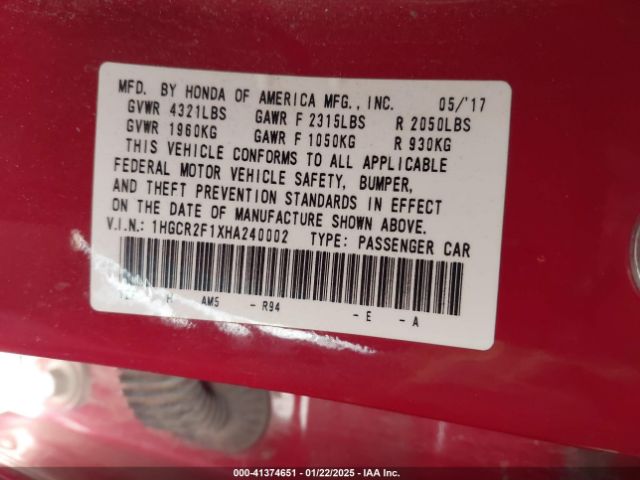 MFD. BY HONDA OF AMERICA MFG., INC. 05/'17
GVWR 4321LBS GAWR F 2315LBS R 2050LBS
GVWR 1960KG GAWR F 1050KG R 930KG
THIS VEHICLE CONFORMS TO ALL APPLICABLE
FEDERAL MOTOR VEHICLE SAFETY, BUMPER,
AND THEFT PREVENTION STANDARDS IN EFFECT
ON THE DATE OF MANUFACTURE SHOWN ABOVE.
V.I.N.: 1HGCR2F1XHA240002 TYPE: PASSENGER CAR
H AM5 - R94 - E - A
000-41374651 | 01/22/2025 | IAA Inc.